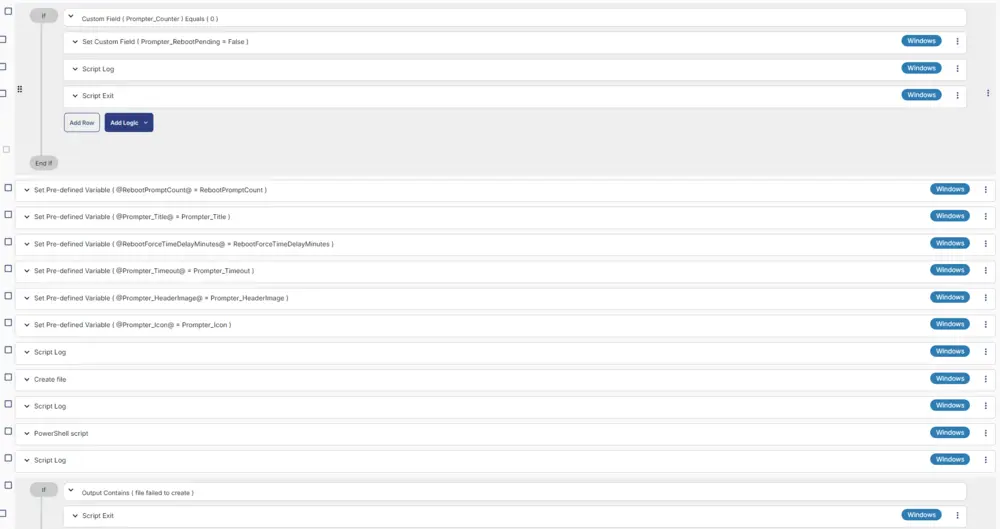 If
Custom Field ( Prompter_Counter ) Equals ( 0 )
Set Custom Field ( Prompter_RebootPending = False )
Windows
Script Log
Windows
Script Exit
Windows
Add Row
Add Logic
End If
Set Pre-defined Variable ( @RebootPromptCount@ = RebootPromptCount )
Windows
Set Pre-defined Variable ( @Prompter_Title@ = Prompter_Title )
Windows
Set Pre-defined Variable ( @RebootForceTimeDelayMinutes@ = RebootForceTimeDelayMinutes )
Windows
Set Pre-defined Variable ( @Prompter_Timeout@ = Prompter_Timeout )
Windows
Set Pre-defined Variable ( @Prompter_HeaderImage@ = Prompter_HeaderImage )
Windows
Set Pre-defined Variable ( @Prompter_Icon@ = Prompter_Icon )
Windows
Script Log
Windows
Create file
Windows
Script Log
Windows
PowerShell script
Windows
Script Log
Windows
If
Output Contains ( file failed to create )
Script Exit
Windows